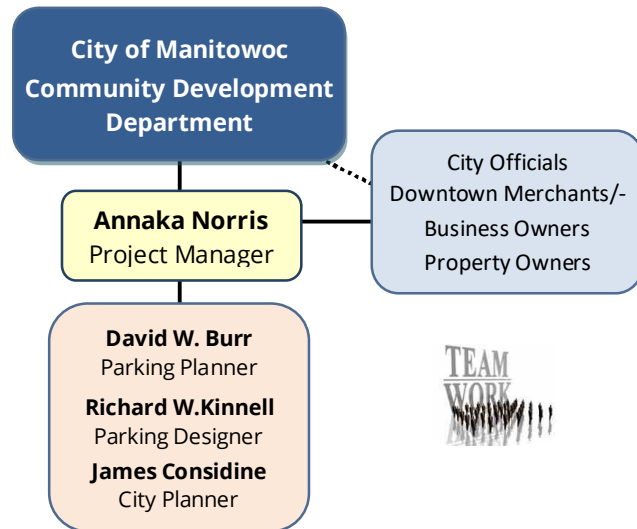 City of Manitowoc
Community Development
Department
City Officials
Downtown Merchants/-
Business Owners
Property Owners
Annaka Norris
Project Manager
David W. Burr
Parking Planner
Richard W.Kinnell
Parking Designer
James Considine
City Planner
TEAM
WORK